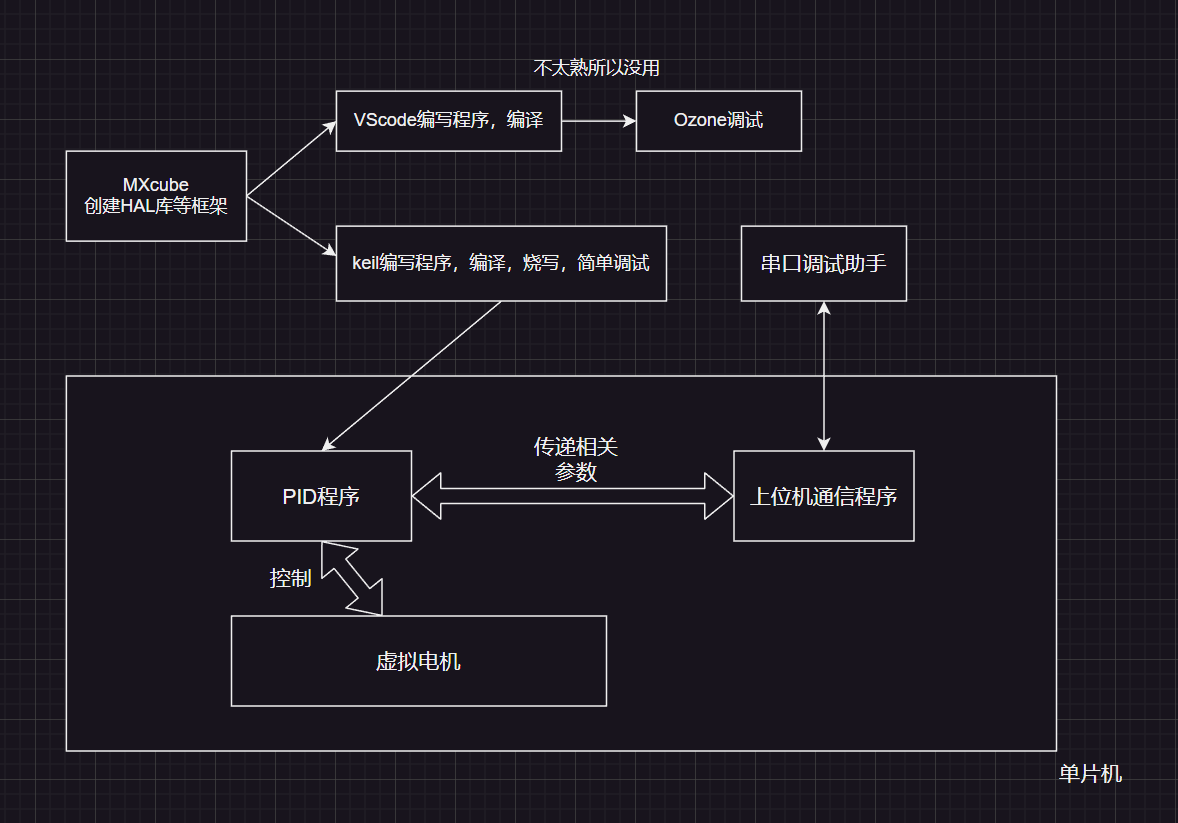 不太熟所以没用
VScode编写程序，编译
Ozone调试
MXcube
创建HAL库等框架
keil编写程序，编译，烧写，简单调试
串口调试助手
传递相关
参数
PID程序
上位机通信程序
控制
虚拟电机
单片机